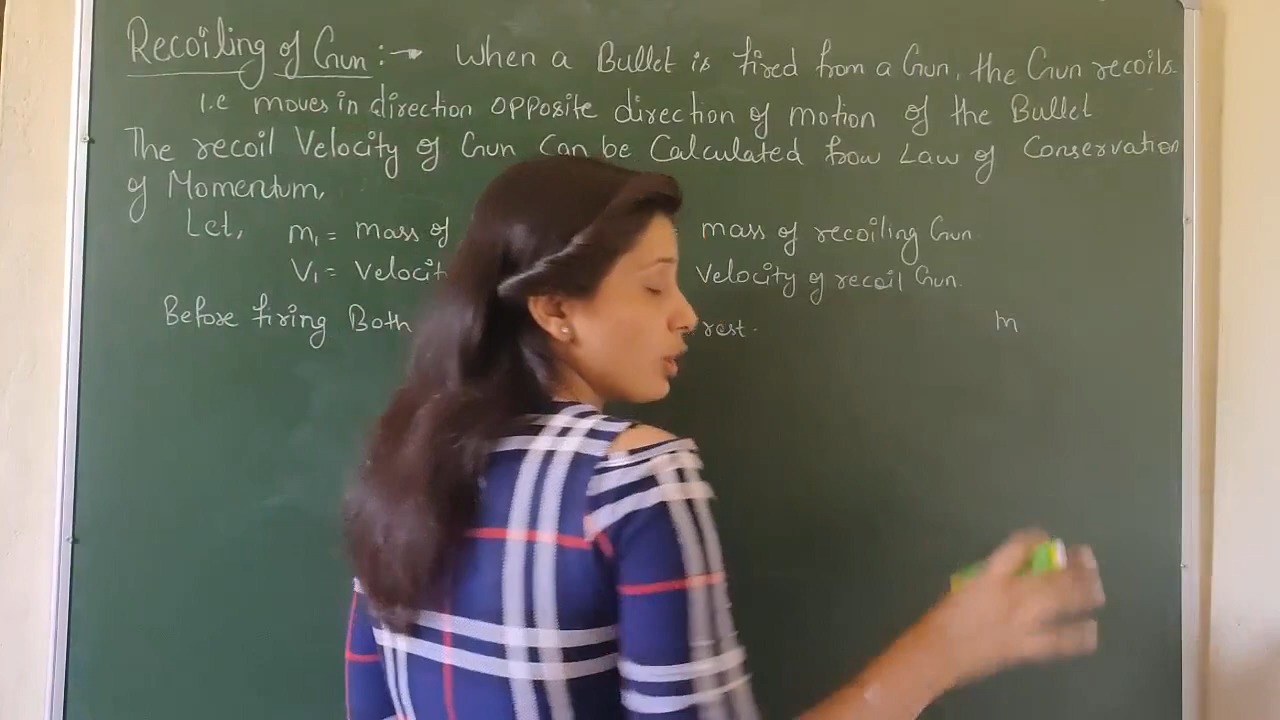 Recoiling of Gun :→ When a Bullet is fired from a Gun, the Gun recoils.
i.e moves in direction opposite direction of motion of the Bullet
The recoil Velocity of Gun Can be Calculated from Law of Conservation
of Momentum,
Let, m₁ = mass of mass of recoiling Gun
V₁ = Velocit Velocity of recoil Gun.
Before firing Both rest.
m